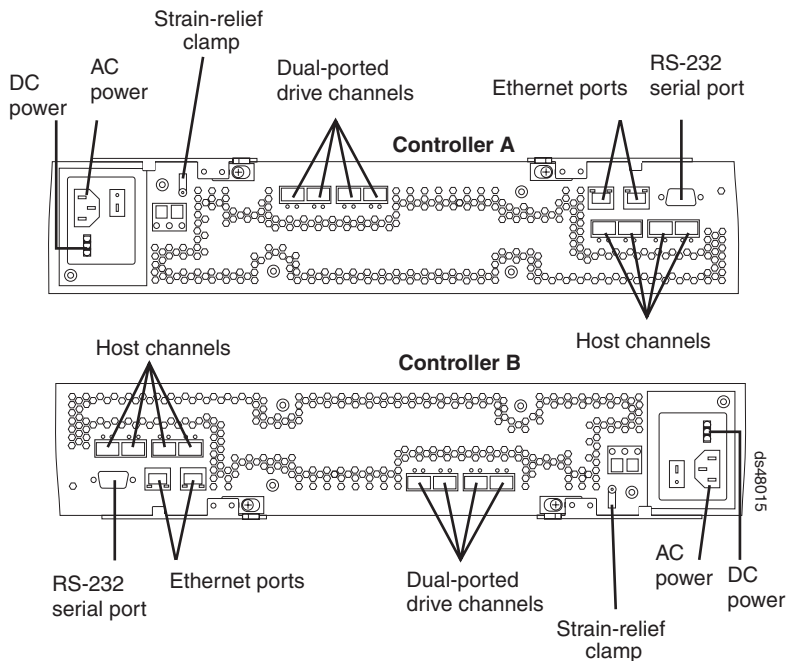 Strain-relief
clamp
DC
power
AC
power
Dual-ported
drive channels
Ethernet ports
RS-232
serial port
Controller A
Host channels
Host channels
Controller B
ds48015
RS-232
serial port
Ethernet ports
Dual-ported
drive channels
AC
power
DC
power
Strain-relief
clamp